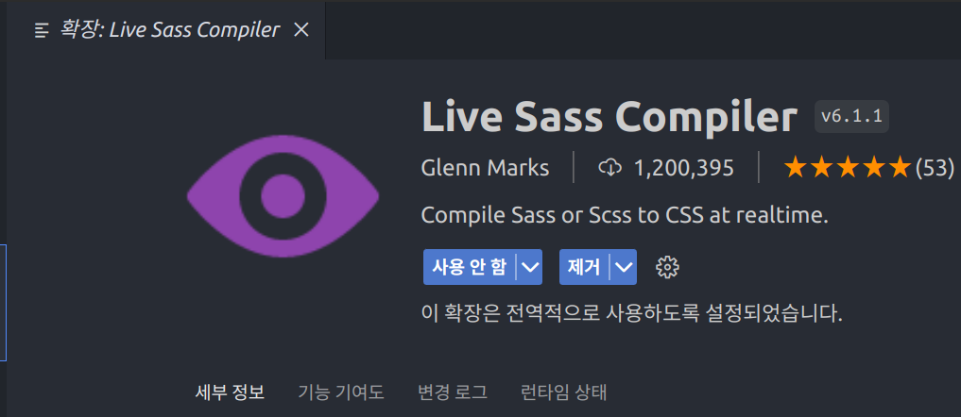 확장: Live Sass Compiler
Live Sass Compiler v6.1.1
Glenn Marks 1,200,395 (53)
Compile Sass or Scss to CSS at realtime.
사용 안 함 제거
이 확장은 전역적으로 사용하도록 설정되었습니다.
세부 정보 기능 기여도 변경 로그 런타임 상태